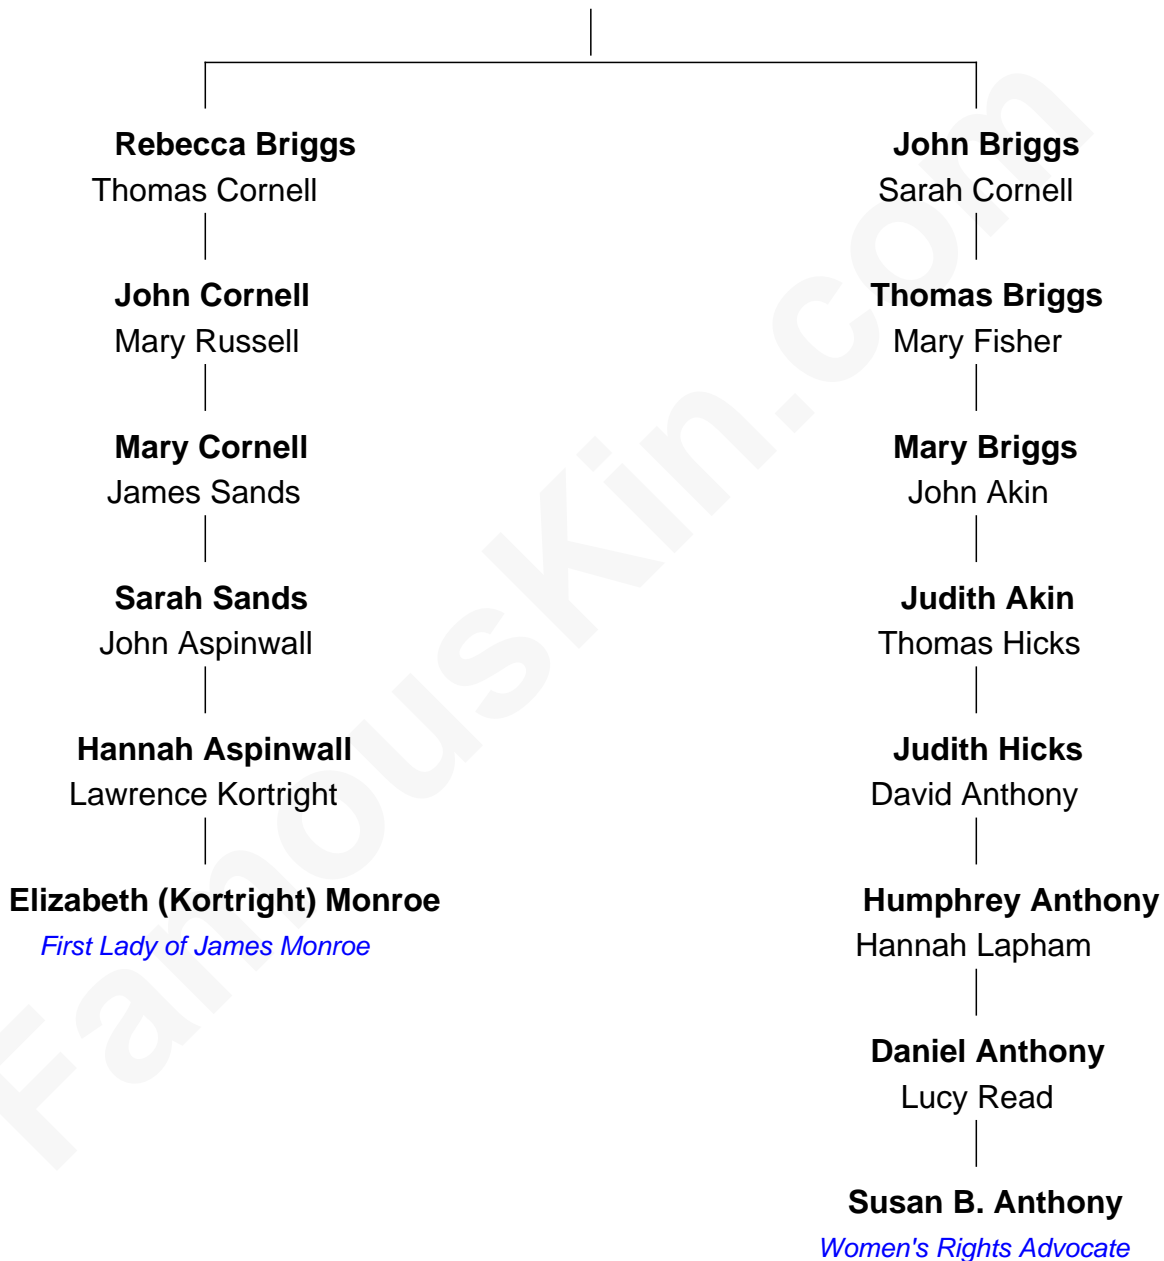 Rebecca Briggs
Thomas Cornell
John Cornell
Mary Russell
Mary Cornell
James Sands
Sarah Sands
John Aspinwall
Hannah Aspinwall
Lawrence Kortright
Elizabeth (Kortright) Monroe
First Lady of James Monroe
John Briggs
Sarah Cornell
Thomas Briggs
Mary Fisher
Mary Briggs
John Akin
Judith Akin
Thomas Hicks
Judith Hicks
David Anthony
Humphrey Anthony
Hannah Lapham
Daniel Anthony
Lucy Read
Susan B. Anthony
Women's Rights Advocate
FamousKin.com